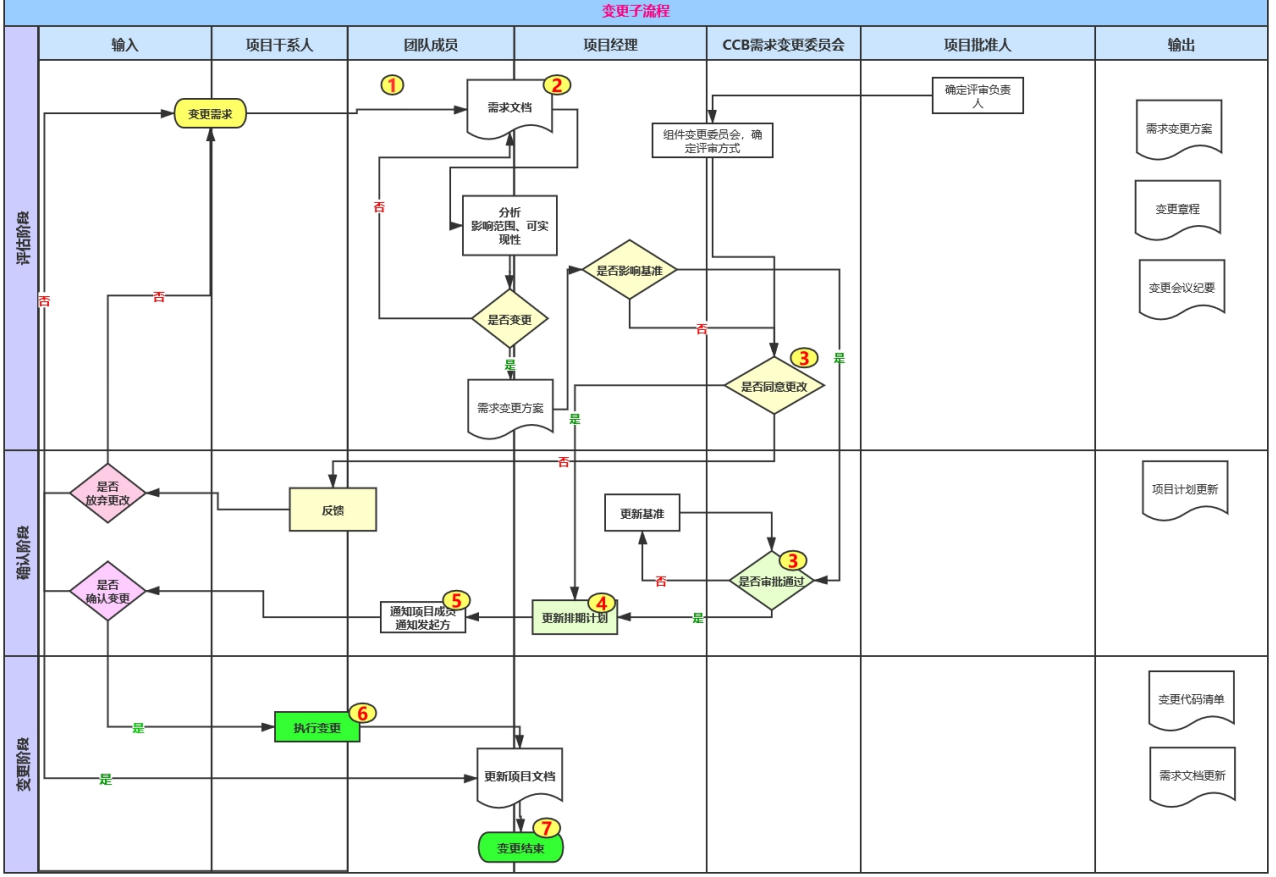 变更子流程
输入
项目干系人
团队成员
项目经理
CCB需求变更委员会
项目批准人
输出
评估阶段
1
2
变更需求
需求文档
确定评审负责
人
组件变更委员会，确
定评审方式
需求变更方案
否
分析
影响范围、可实
现性
变更章程
是否影响基准
否
否
是否变更
变更会议纪要
否
是
3
是
是否同意更改
需求变更方案
是
否
确认阶段
是否
放弃更改
反馈
更新基准
项目计划更新
3
是否
确认变更
否
是否审批通过
5
4
通知项目成员
通知发起方
更新排期计划
是
变更阶段
6
是
执行变更
变更代码清单
是
更新项目文档
需求文档更新
7
变更结束